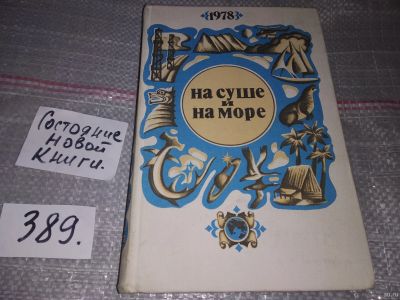 {1978}
на суше
и
на море
Состояние
новой
книги.
389.